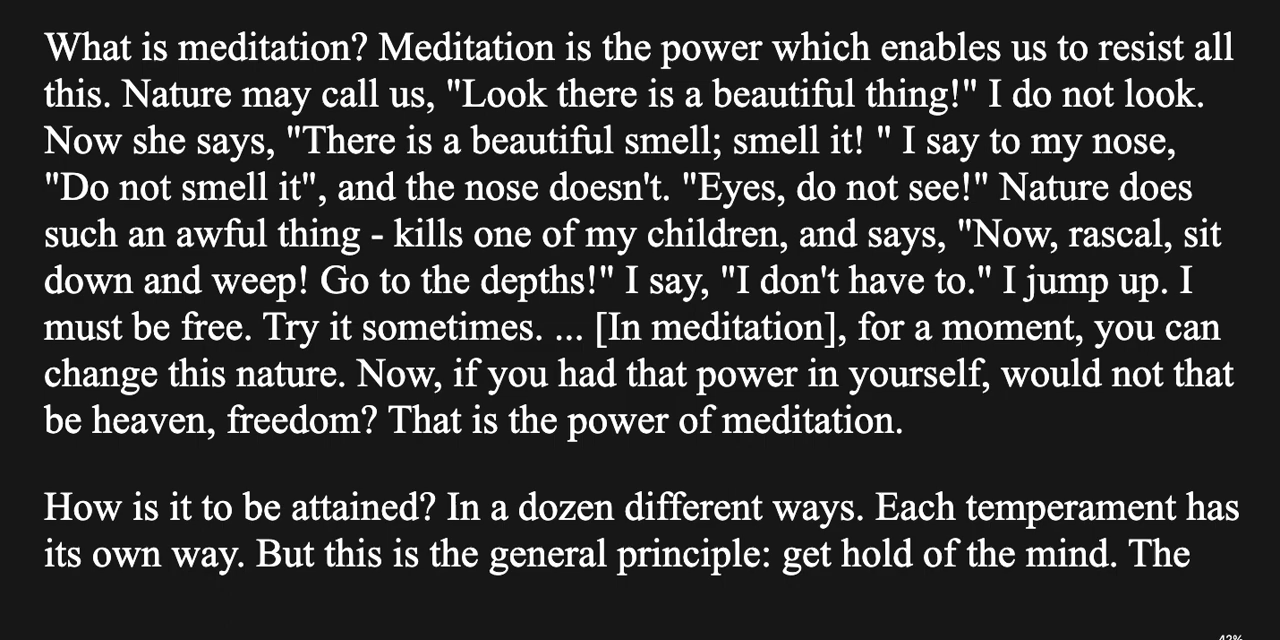 What is meditation? Meditation is the power which enables us to resist all
this. Nature may call us, "Look there is a beautiful thing!" I do not look.
Now she says, "There is a beautiful smell; smell it! " I say to my nose,
"Do not smell it", and the nose doesn't. "Eyes, do not see!" Nature does
such an awful thing - kills one of my children, and says, "Now, rascal, sit
down and weep! Go to the depths!" I say, "I don't have to." I jump up. I
must be free. Try it sometimes. ... [In meditation], for a moment, you can
change this nature. Now, if you had that power in yourself, would not that
be heaven, freedom? That is the power of meditation.
How is it to be attained? In a dozen different ways. Each temperament has
its own way. But this is the general principle: get hold of the mind. The